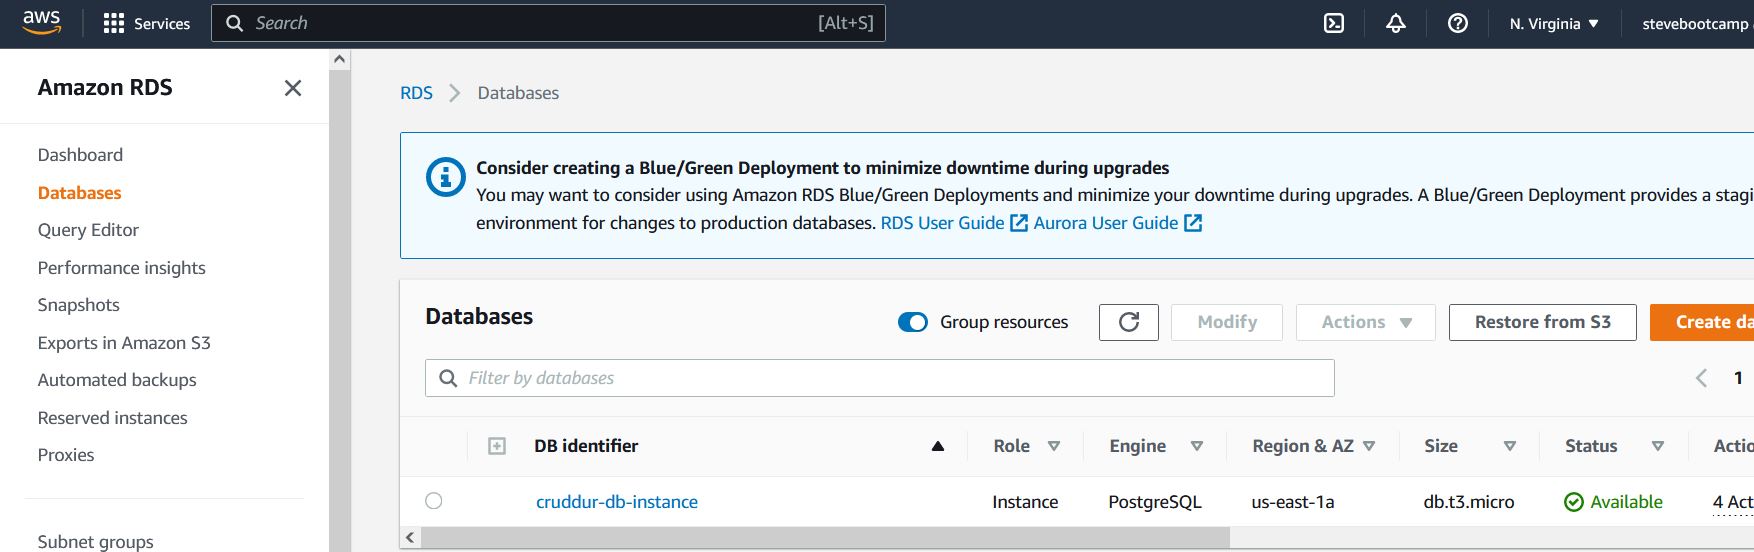 aws
Services
Search [Alt+S]
N. Virginia
stevebootcamp
Amazon RDS
Dashboard
Databases
Query Editor
Performance insights
Snapshots
Exports in Amazon S3
Automated backups
Reserved instances
Proxies
Subnet groups
RDS > Databases
Consider creating a Blue/Green Deployment to minimize downtime during upgrades
You may want to consider using Amazon RDS Blue/Green Deployments and minimize your downtime during upgrades. A Blue/Green Deployment provides a stagi
environment for changes to production databases. RDS User Guide Aurora User Guide
Databases
Group resources
Modify
Actions
Restore from S3
Create da
Filter by databases
1
DB identifier Role Engine Region & AZ Size Status Actio
cruddur-db-instance Instance PostgreSQL us-east-1a db.t3.micro Available 4 Act